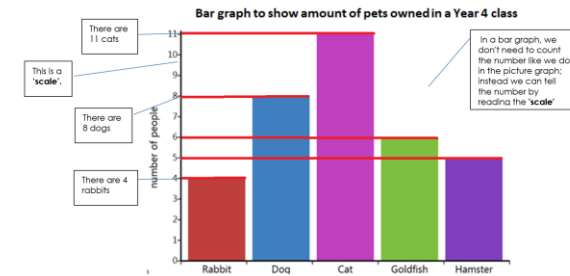 Bar graph to show amount of pets owned in a Year 4 class
There are
11 cats
This is a
'scale'.
There are
8 dogs
There are 4
rabbits
In a bar graph, we
don't need to count
the number like we do
in the picture graph;
instead we can tell
the number by
reading the 'scale'
number of people
11
10
9
8
7
6
5
4
3
2
1
0
Rabbit Dog Cat Goldfish Hamster